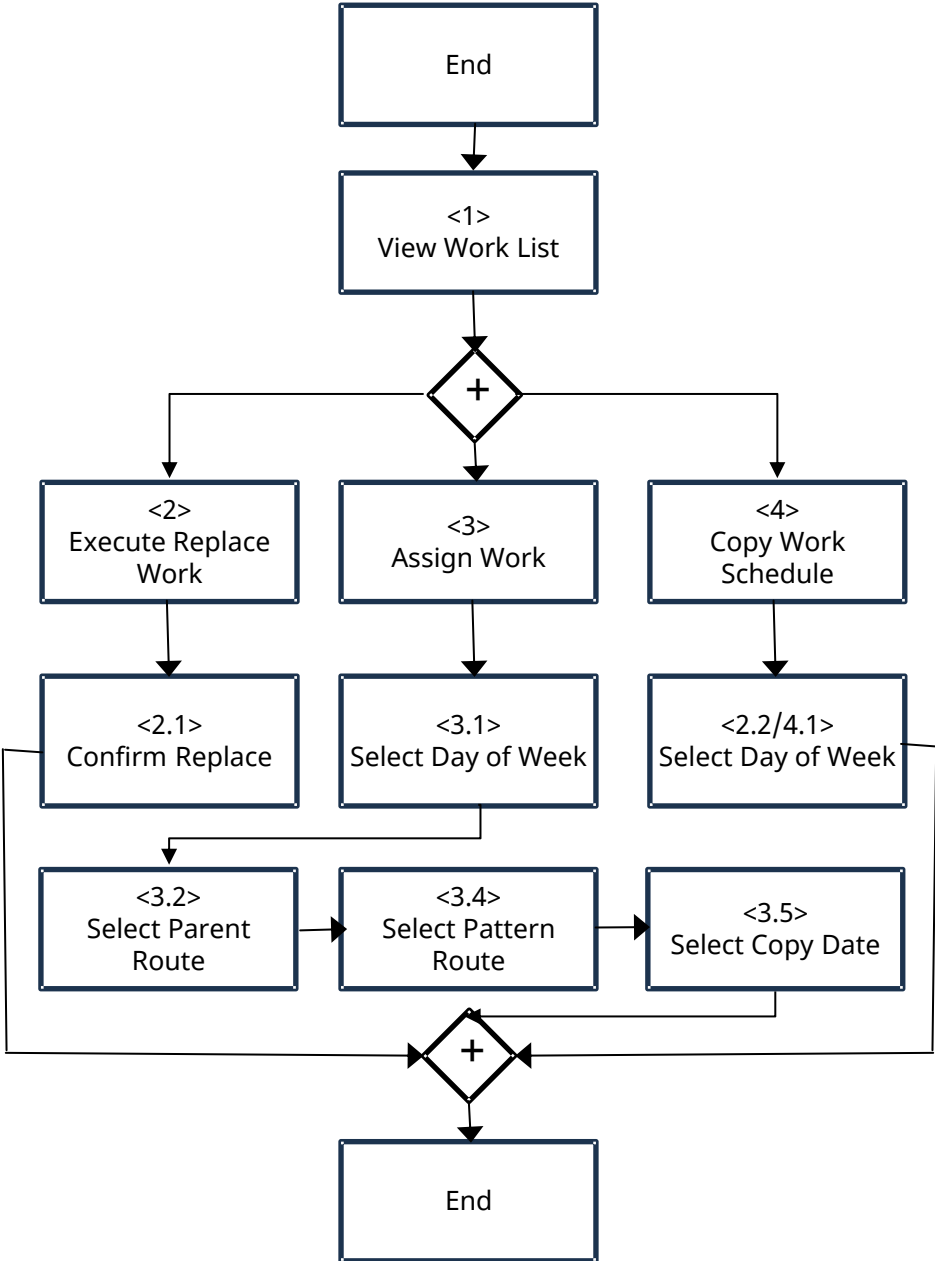 End
<1>
View Work List
+
<2>
Execute Replace
Work
<3>
Assign Work
<4>
Copy Work
Schedule
<2.1>
Confirm Replace
<3.1>
Select Day of Week
<2.2/4.1>
Select Day of Week
<3.2>
Select Parent
Route
<3.4>
Select Pattern
Route
<3.5>
Select Copy Date
+
End